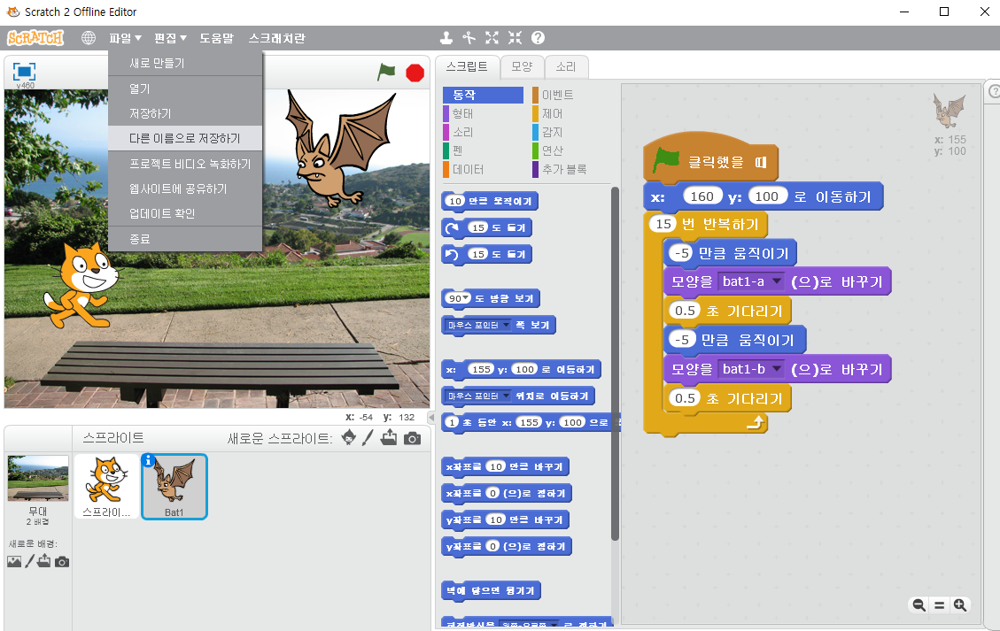 Scratch 2 Offline Editor
SCRATCH 파일 편집 도움말 스크래치란
새로 만들기
열기
저장하기
다른 이름으로 저장하기
프로젝트 비디오 녹화하기
웹사이트에 공유하기
업데이트 확인
종료
v460
x: -54 y: 132
스프라이트 새로운 스프라이트:
무대
2 배경
새로운 배경:
스프라이...
Bat1
스크립트 모양 소리
동작 이벤트
형태 제어
소리 감지
펜 연산
데이터 추가 블록
10 만큼 움직이기
15 도 돌기
15 도 돌기
90 도 방향 보기
마우스 포인터 쪽 보기
x: 155 y: 100 로 이동하기
마우스 포인터 위치로 이동하기
1 초 동안 x: 155 y: 100 으로
x좌표를 10 만큼 바꾸기
x좌표를 0 (으)로 정하기
y좌표를 10 만큼 바꾸기
y좌표를 0 (으)로 정하기
벽에 닿으면 튕기기
회전방식을 왼쪽-오른쪽 로 정하기
클릭했을 때
x: 160 y: 100 로 이동하기
15 번 반복하기
-5 만큼 움직이기
모양을 bat1-a (으)로 바꾸기
0.5 초 기다리기
-5 만큼 움직이기
모양을 bat1-b (으)로 바꾸기
0.5 초 기다리기
x: 155
y: 100